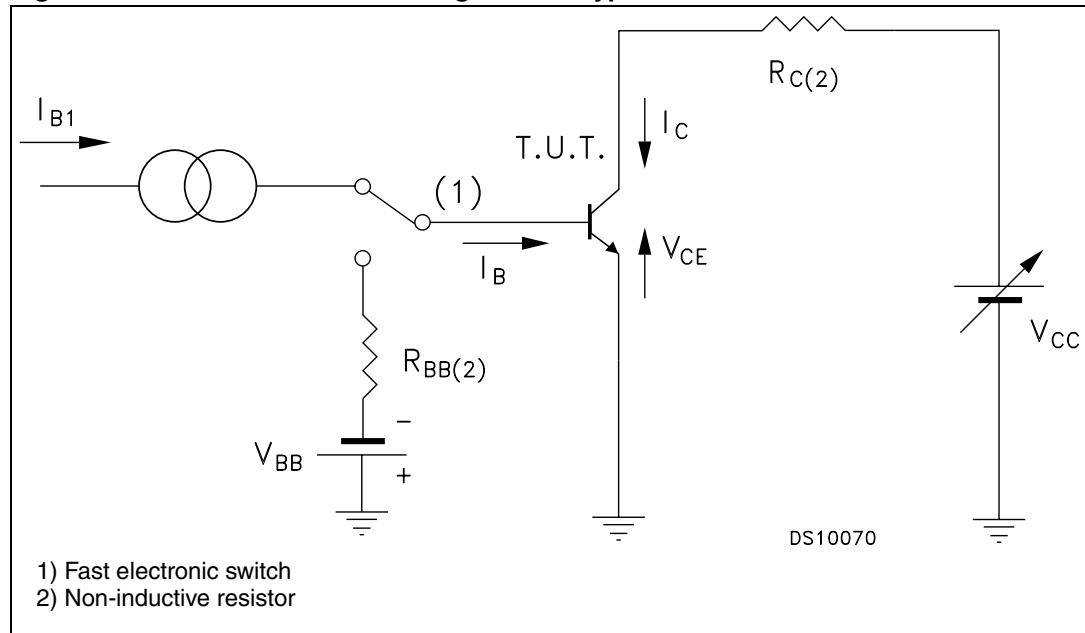 I_B1
R_C(2)
I_C
T.U.T.
(1)
V_CE
I_B
V_CC
R_BB(2)
−
V_BB
+
DS10070
1) Fast electronic switch
2) Non-inductive resistor